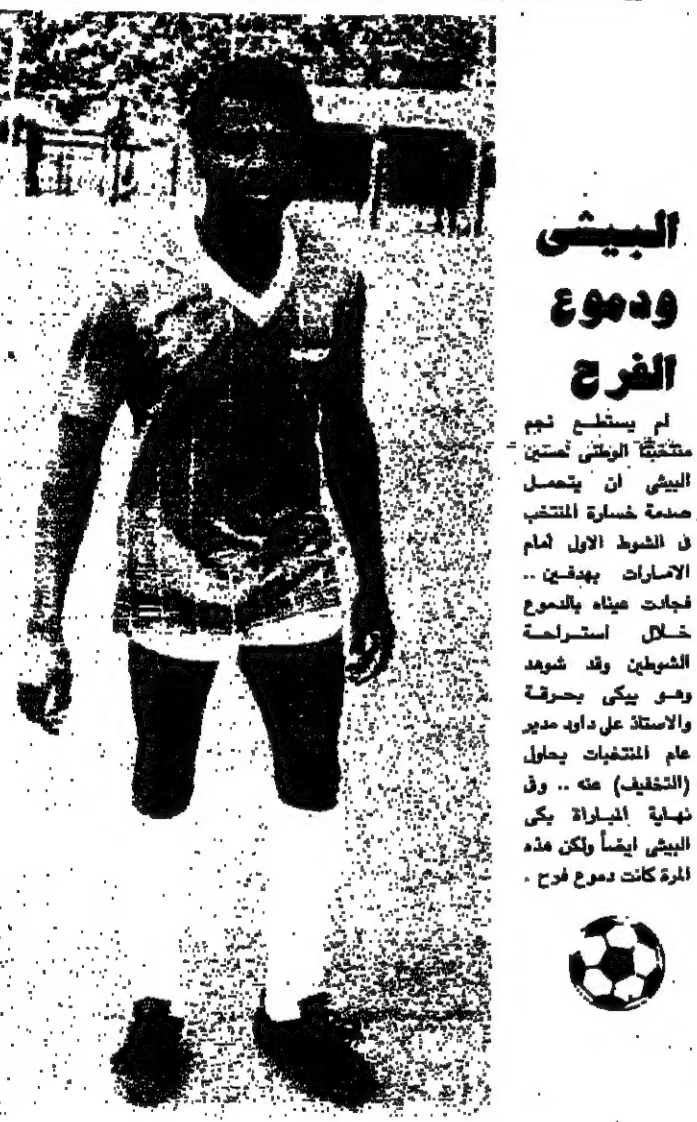 البيشى
ودموع
الفرح
لم يستطع نجم
منتخبنا الوطنى حسين
البيشى ان يتحمل
صدمة خسارة المنتخب
فى الشوط الاول أمام
الامارات بهدفين ..
فجادت عيناه بالدموع
خلال استراحة
الشوطين وقد شوهد
وهو يبكى بحرقة
والاستاذ على داود مدير
عام المنتخبات يحاول
(التخفيف) عنه .. وفى
نهاية المباراة بكى
البيشى ايضاً ولكن هذه
المرة كانت دموع فرح .